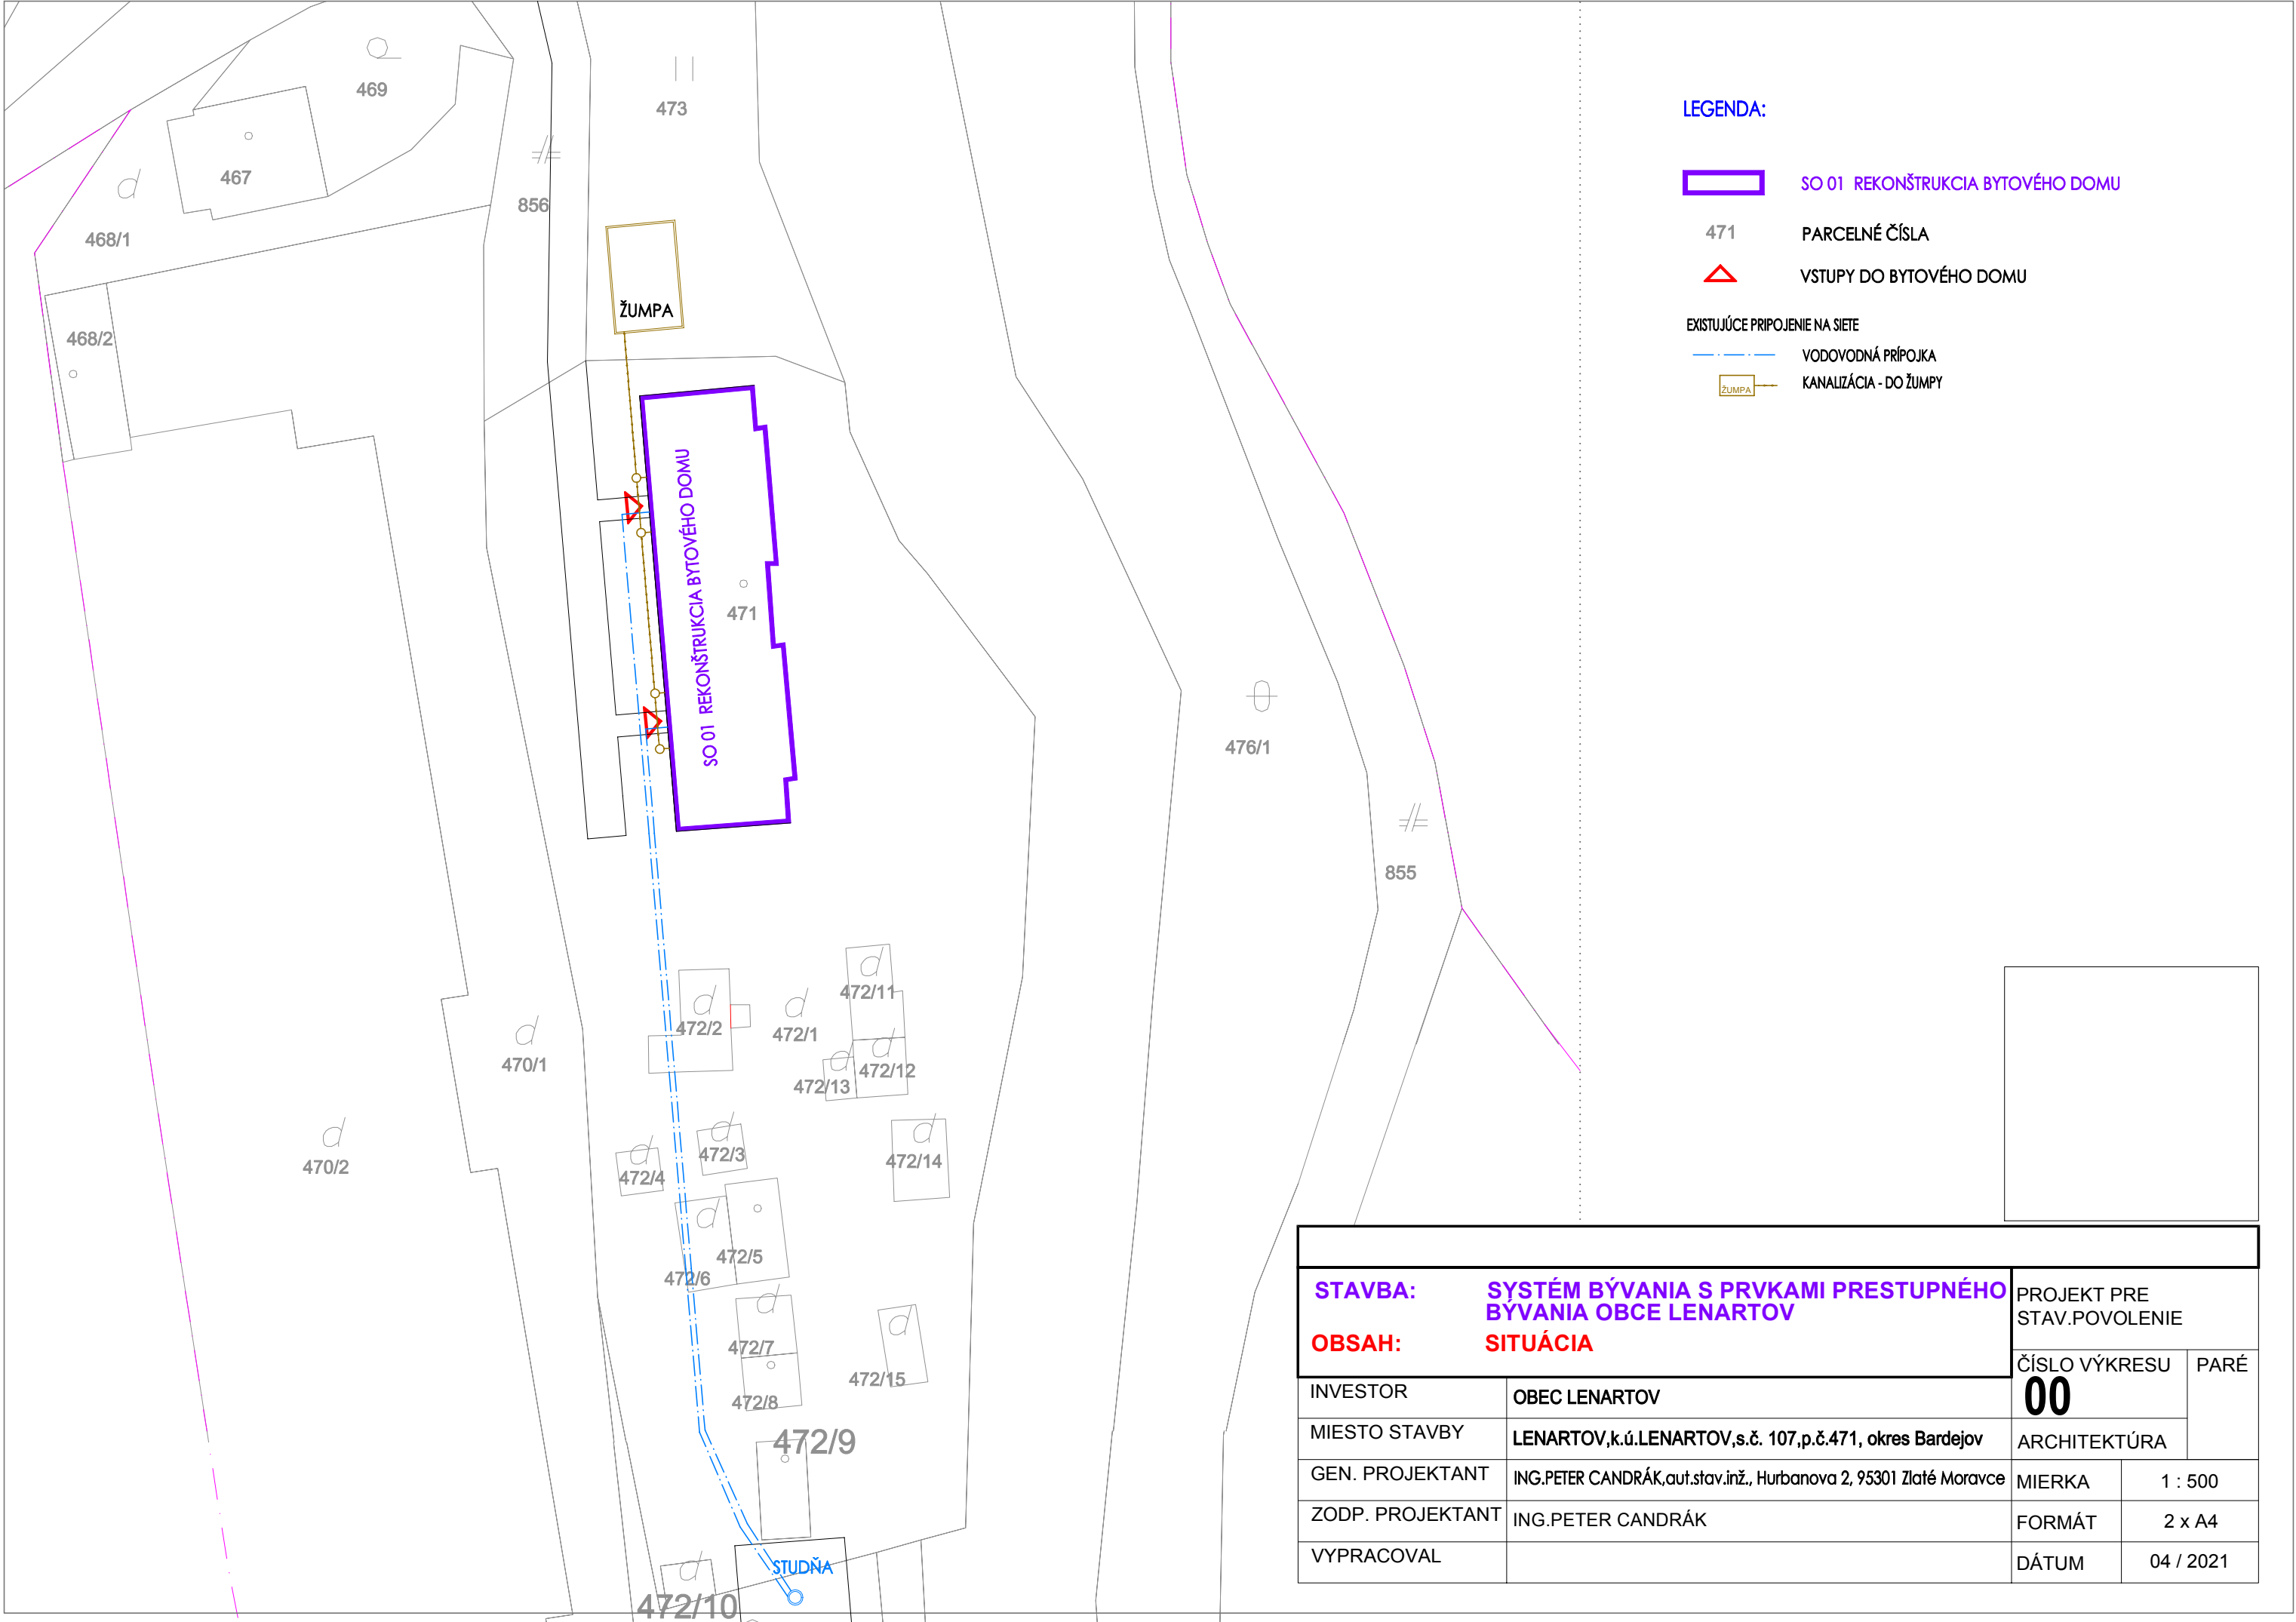 469
473
467
856
468/1
468/2
ŽUMPA
SO 01 REKONŠTRUKCIA BYTOVÉHO DOMU
471
476/1
855
472/11
472/2
472/1
472/12
472/13
470/1
470/2
472/3
472/4
472/14
472/5
472/6
472/7
472/15
472/8
472/9
STUDŇA
472/10
LEGENDA:
SO 01 REKONŠTRUKCIA BYTOVÉHO DOMU
471 PARCELNÉ ČÍSLA
VSTUPY DO BYTOVÉHO DOMU
EXISTUJÚCE PRIPOJENIE NA SIETE
VODOVODNÁ PRÍPOJKA
ŽUMPA KANALIZÁCIA - DO ŽUMPY
STAVBA: SYSTÉM BÝVANIA S PRVKAMI PRESTUPNÉHO
BÝVANIA OBCE LENARTOV
OBSAH: SITUÁCIA
PROJEKT PRE
STAV.POVOLENIE
ČÍSLO VÝKRESU PARÉ
00
INVESTOR OBEC LENARTOV
MIESTO STAVBY LENARTOV,k.ú.LENARTOV,s.č. 107,p.č.471, okres Bardejov
ARCHITEKTÚRA
GEN. PROJEKTANT ING.PETER CANDRÁK,aut.stav.inž., Hurbanova 2, 95301 Zlaté Moravce
MIERKA 1 : 500
ZODP. PROJEKTANT ING.PETER CANDRÁK
FORMÁT 2 x A4
VYPRACOVAL
DÁTUM 04 / 2021